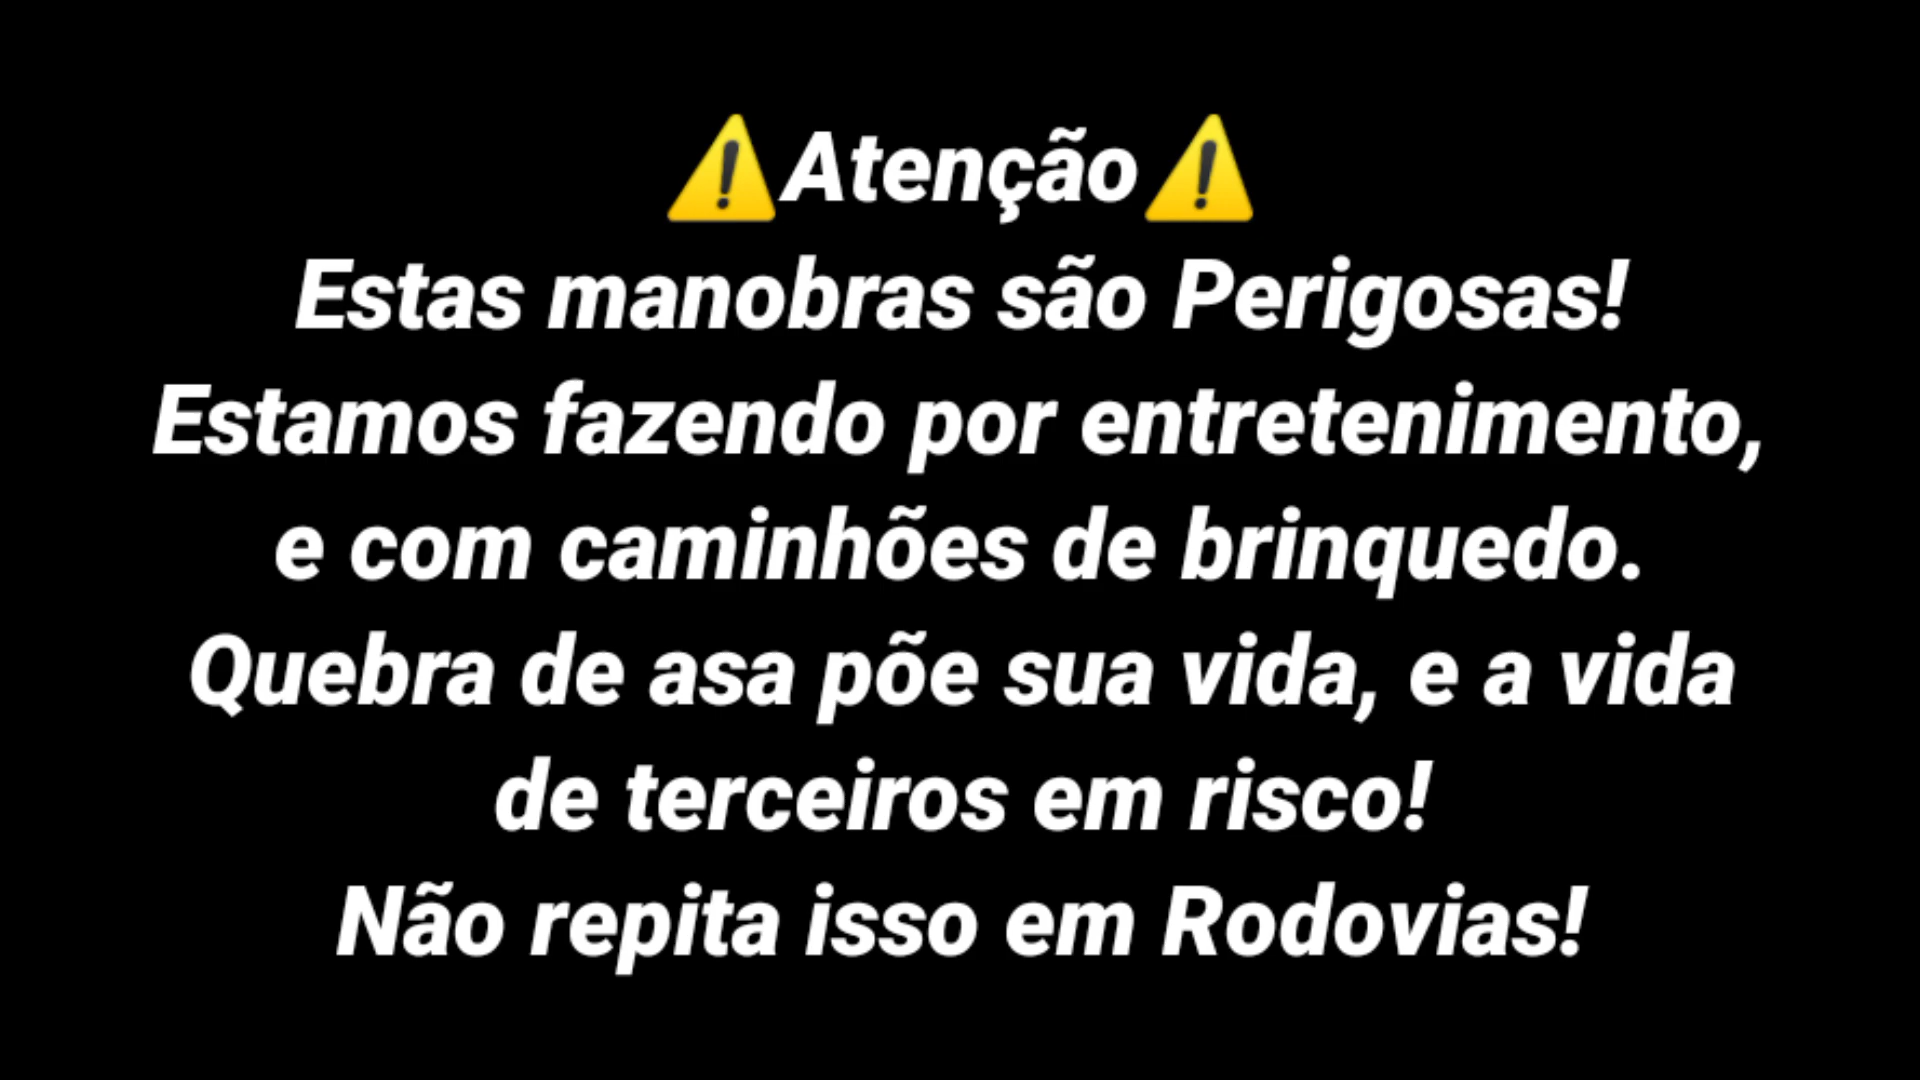 ⚠️Atenção⚠️
Estas manobras são Perigosas!
Estamos fazendo por entretenimento,
e com caminhões de brinquedo.
Quebra de asa põe sua vida, e a vida
de terceiros em risco!
Não repita isso em Rodovias!